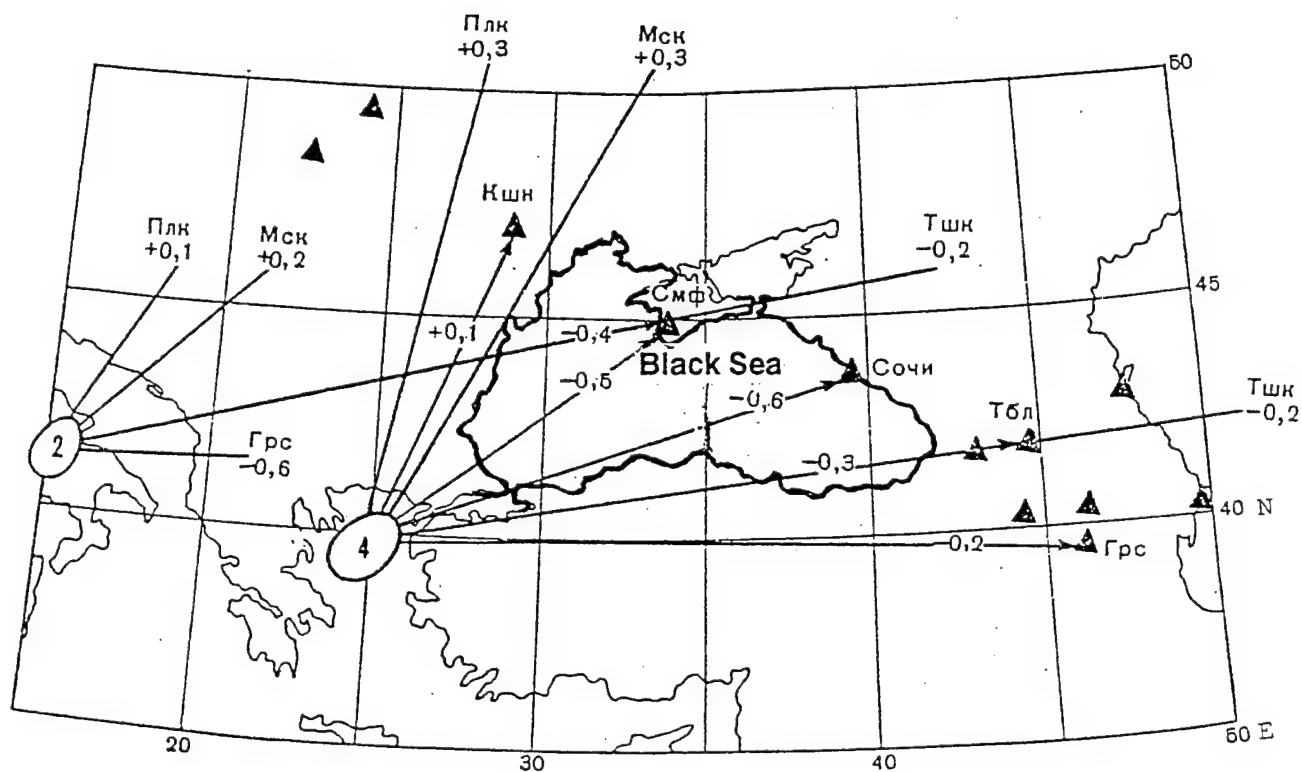 Плк
+0,3
Мск
+0,3
50
Кшк
Плк
+0,1
Мск
+0,2
Тшк
-0,2
45
Смф
+0,1
-0,4
Black Sea
-0,5
-0,6
Сочи
Тшк
-0,2
Тбл
2
Грс
-0,6
-0,3
40 N
4
0,2
Грс
20
30
40
50 E